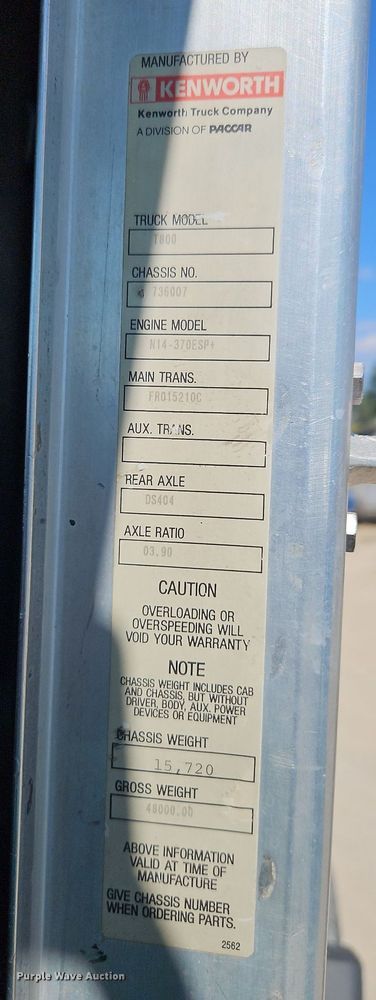 MANUFACTURED BY
KENWORTH
Kenworth Truck Company
A DIVISION OF PACCAR
TRUCK MODEL
T800
CHASSIS NO.
736007
ENGINE MODEL
N14-370ESP+
MAIN TRANS.
FRO15210C
AUX. TRANS.
REAR AXLE
DS404
AXLE RATIO
03.90
CAUTION
OVERLOADING OR
OVERSPEEDING WILL
VOID YOUR WARRANTY
NOTE
CHASSIS WEIGHT INCLUDES CAB
AND CHASSIS, BUT WITHOUT
DRIVER, BODY, AUX. POWER
DEVICES OR EQUIPMENT
CHASSIS WEIGHT
15,720
GROSS WEIGHT
48000.00
ABOVE INFORMATION
VALID AT TIME OF
MANUFACTURE
GIVE CHASSIS NUMBER
WHEN ORDERING PARTS.
2562
Purple Wave Auction